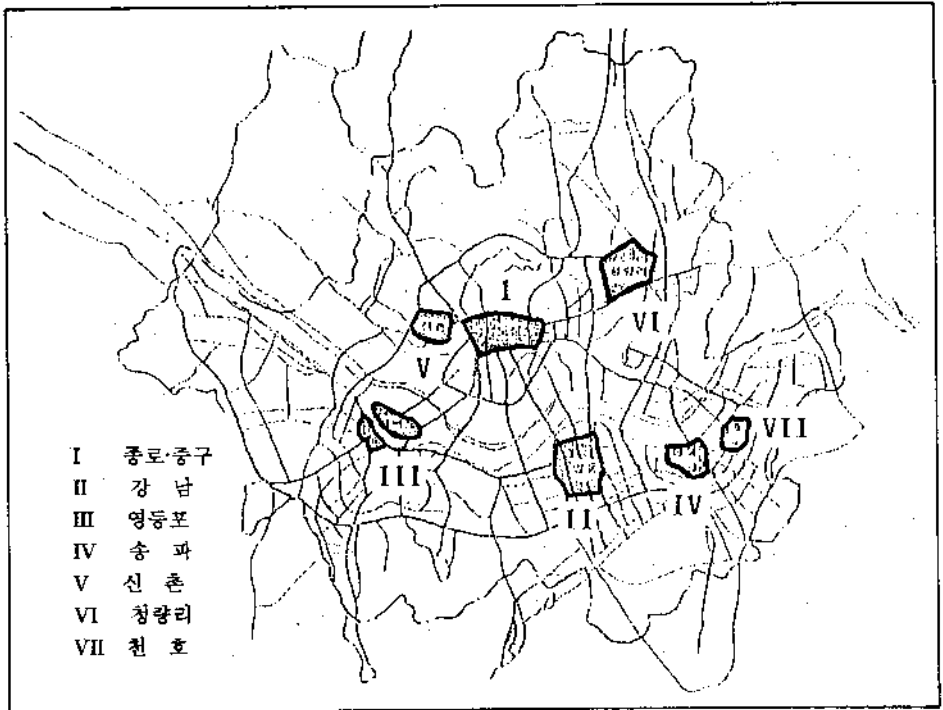 I
VI
V
VII
III
II
IV
I 종로·중구
II 강 남
III 영등포
IV 송 파
V 신 촌
VI 청량리
VII 천 호